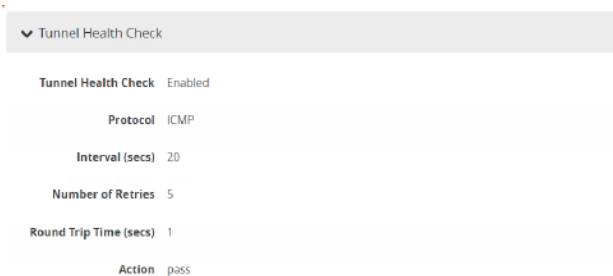 Tunnel Health Check
Tunnel Health Check Enabled
Protocol ICMP
Interval (secs) 20
Number of Retries 5
Round Trip Time (secs) 1
Action pass